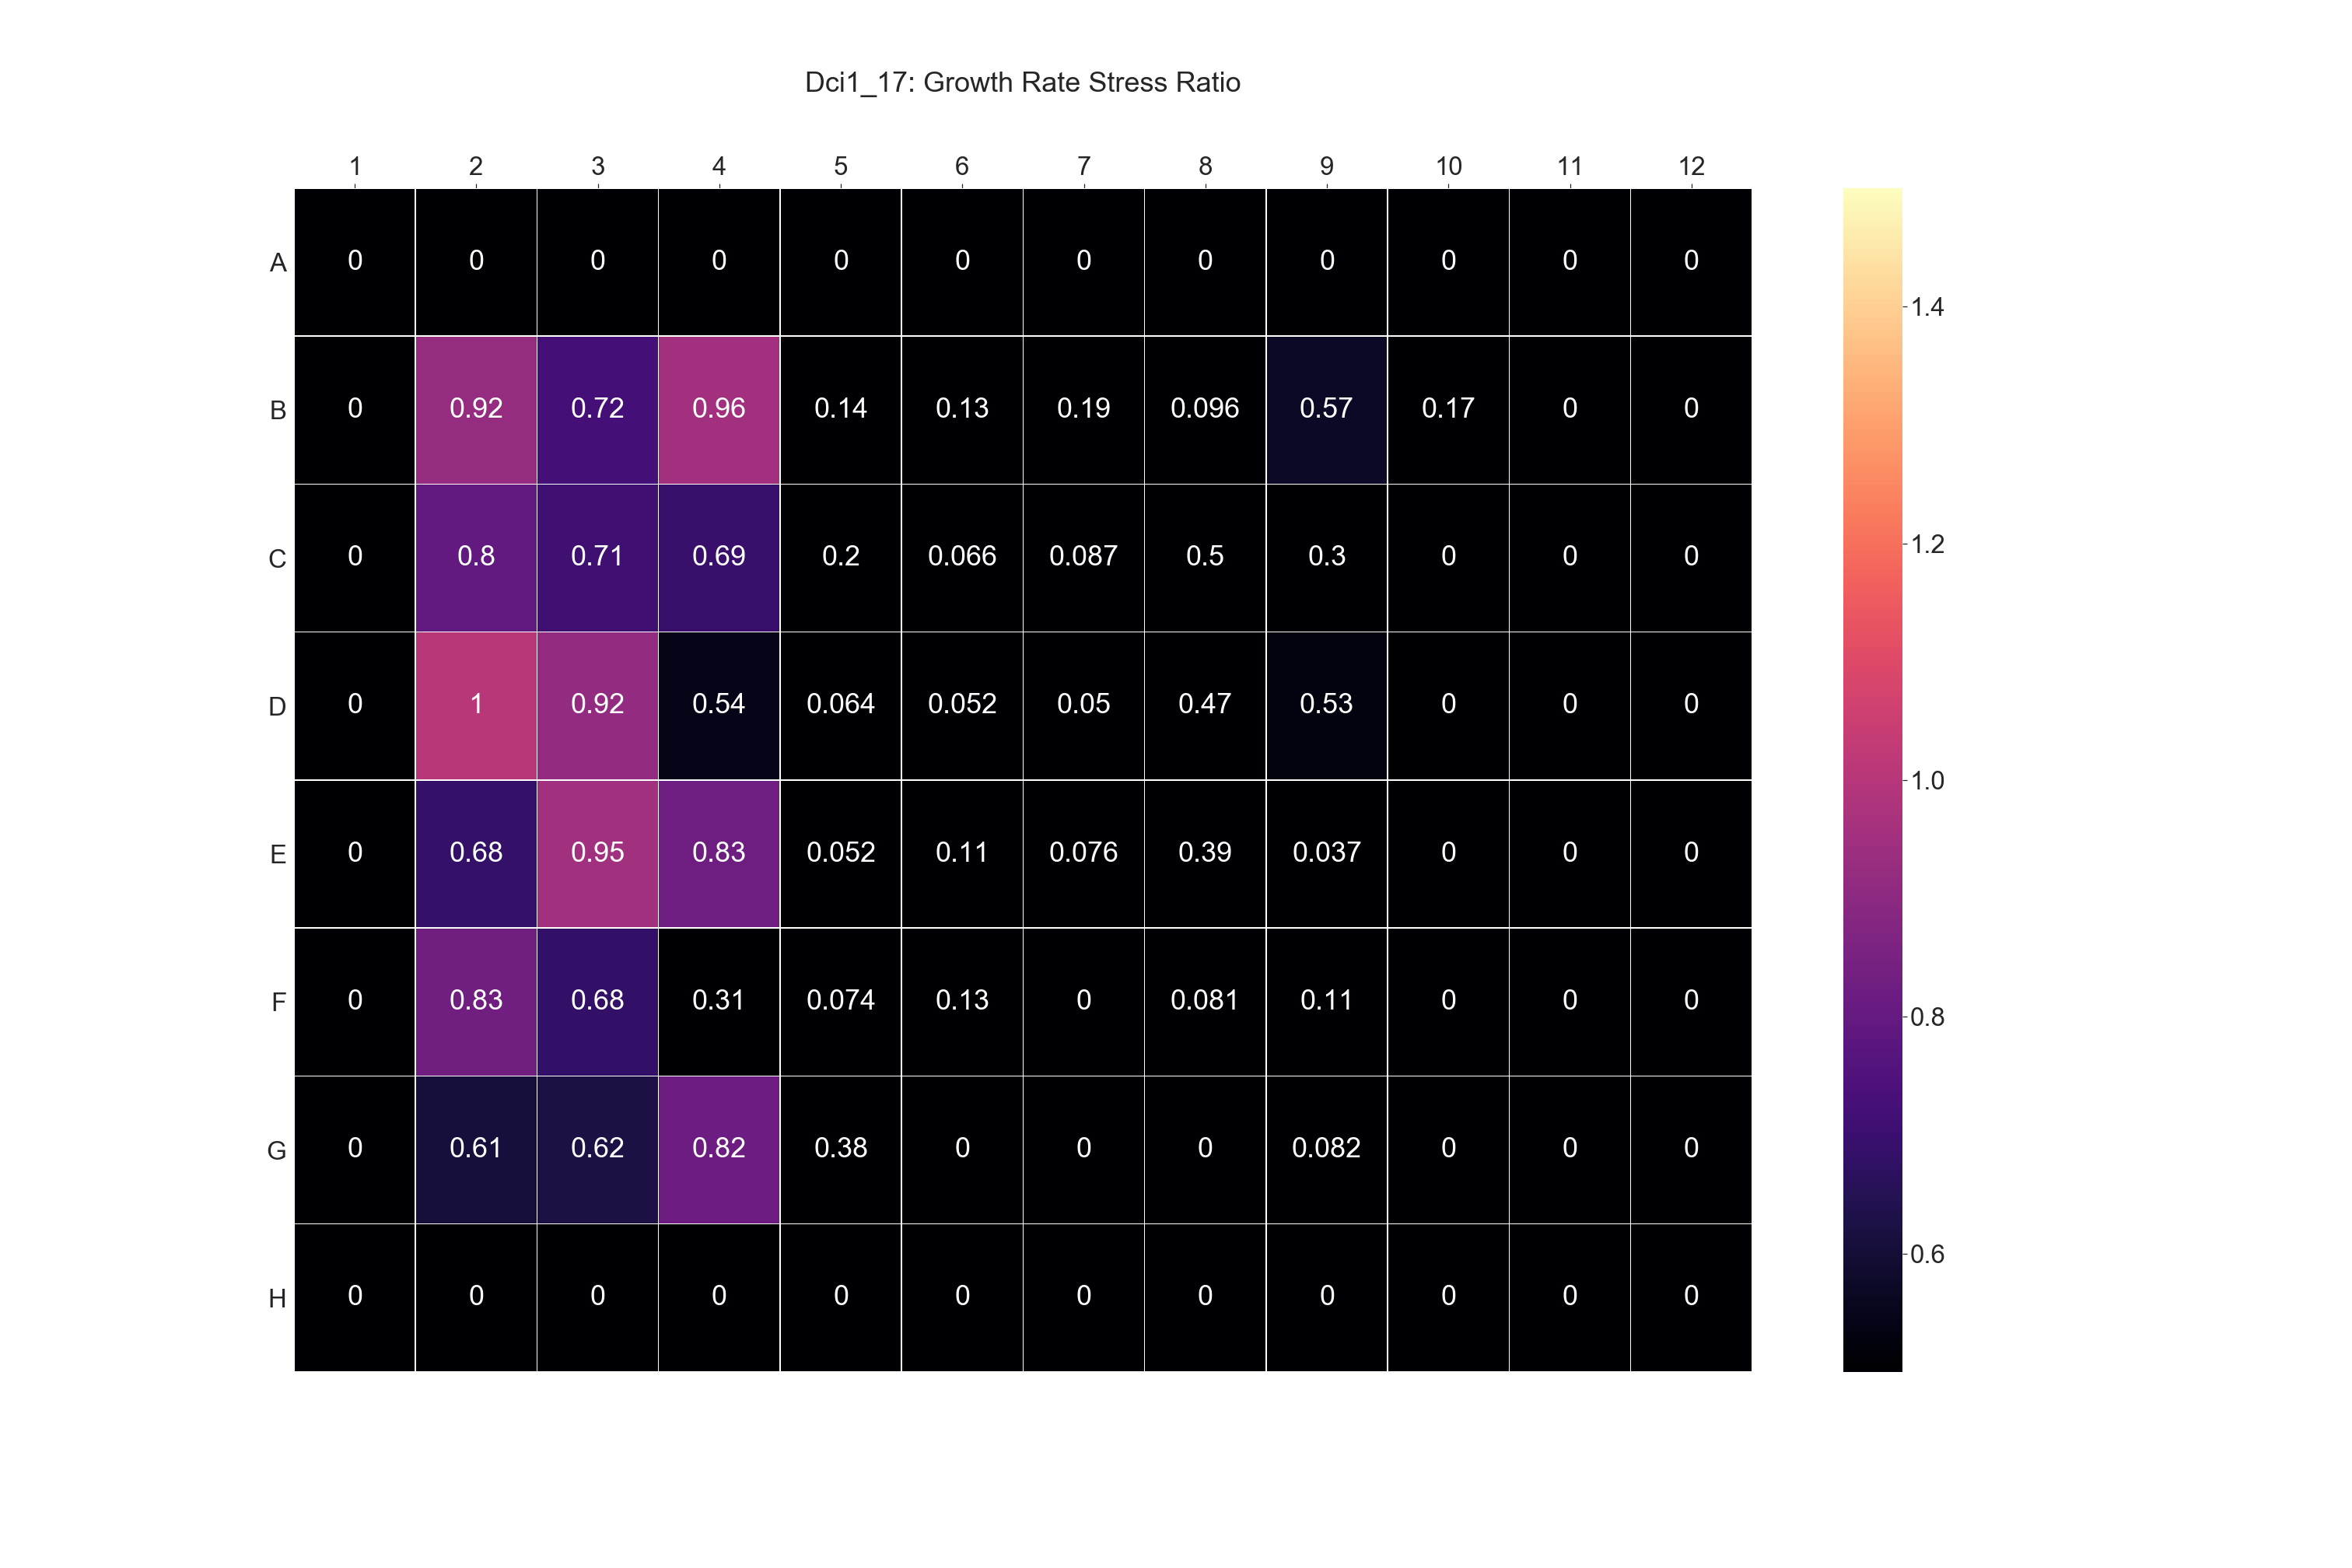 Dci1_17: Growth Rate Stress Ratio
1 2 3 4 5 6 7 8 9 10 11 12
A 0 0 0 0 0 0 0 0 0 0 0 0
B 0 0.92 0.72 0.96 0.14 0.13 0.19 0.096 0.57 0.17 0 0
C 0 0.8 0.71 0.69 0.2 0.066 0.087 0.5 0.3 0 0 0
D 0 1 0.92 0.54 0.064 0.052 0.05 0.47 0.53 0 0 0
E 0 0.68 0.95 0.83 0.052 0.11 0.076 0.39 0.037 0 0 0
F 0 0.83 0.68 0.31 0.074 0.13 0 0.081 0.11 0 0 0
G 0 0.61 0.62 0.82 0.38 0 0 0 0.082 0 0 0
H 0 0 0 0 0 0 0 0 0 0 0 0
1.4
1.2
1.0
0.8
0.6